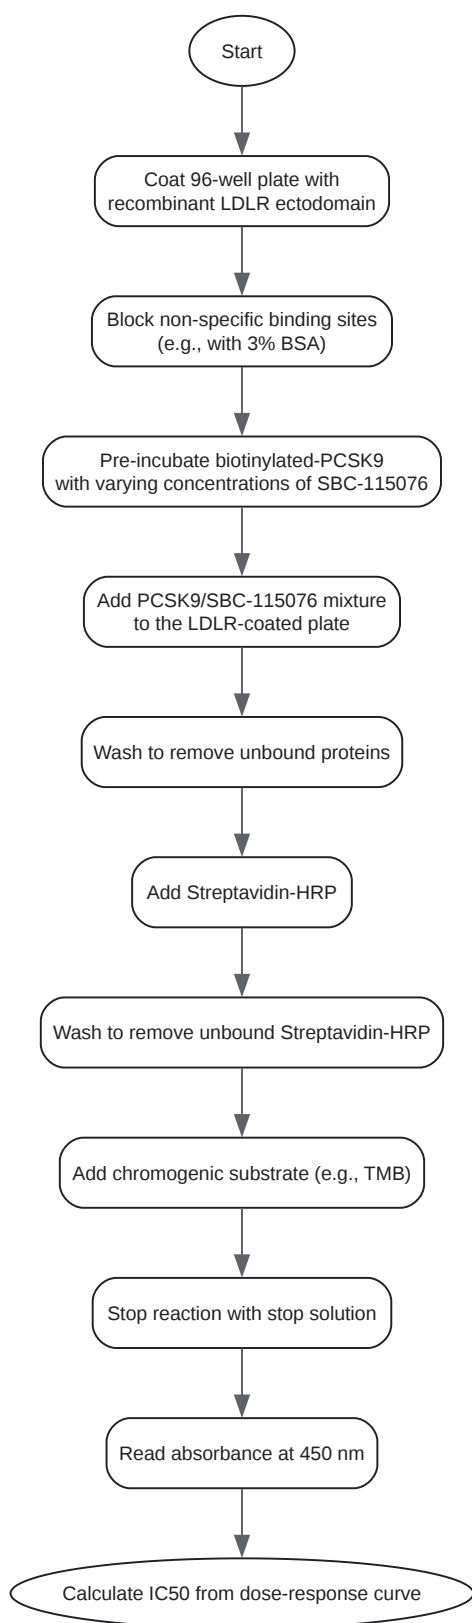 Start
Coat 96-well plate with
recombinant LDLR ectodomain
Block non-specific binding sites
(e.g., with 3% BSA)
Pre-incubate biotinylated-PCSK9
with varying concentrations of SBC-115076
Add PCSK9/SBC-115076 mixture
to the LDLR-coated plate
Wash to remove unbound proteins
Add Streptavidin-HRP
Wash to remove unbound Streptavidin-HRP
Add chromogenic substrate (e.g., TMB)
Stop reaction with stop solution
Read absorbance at 450 nm
Calculate IC50 from dose-response curve